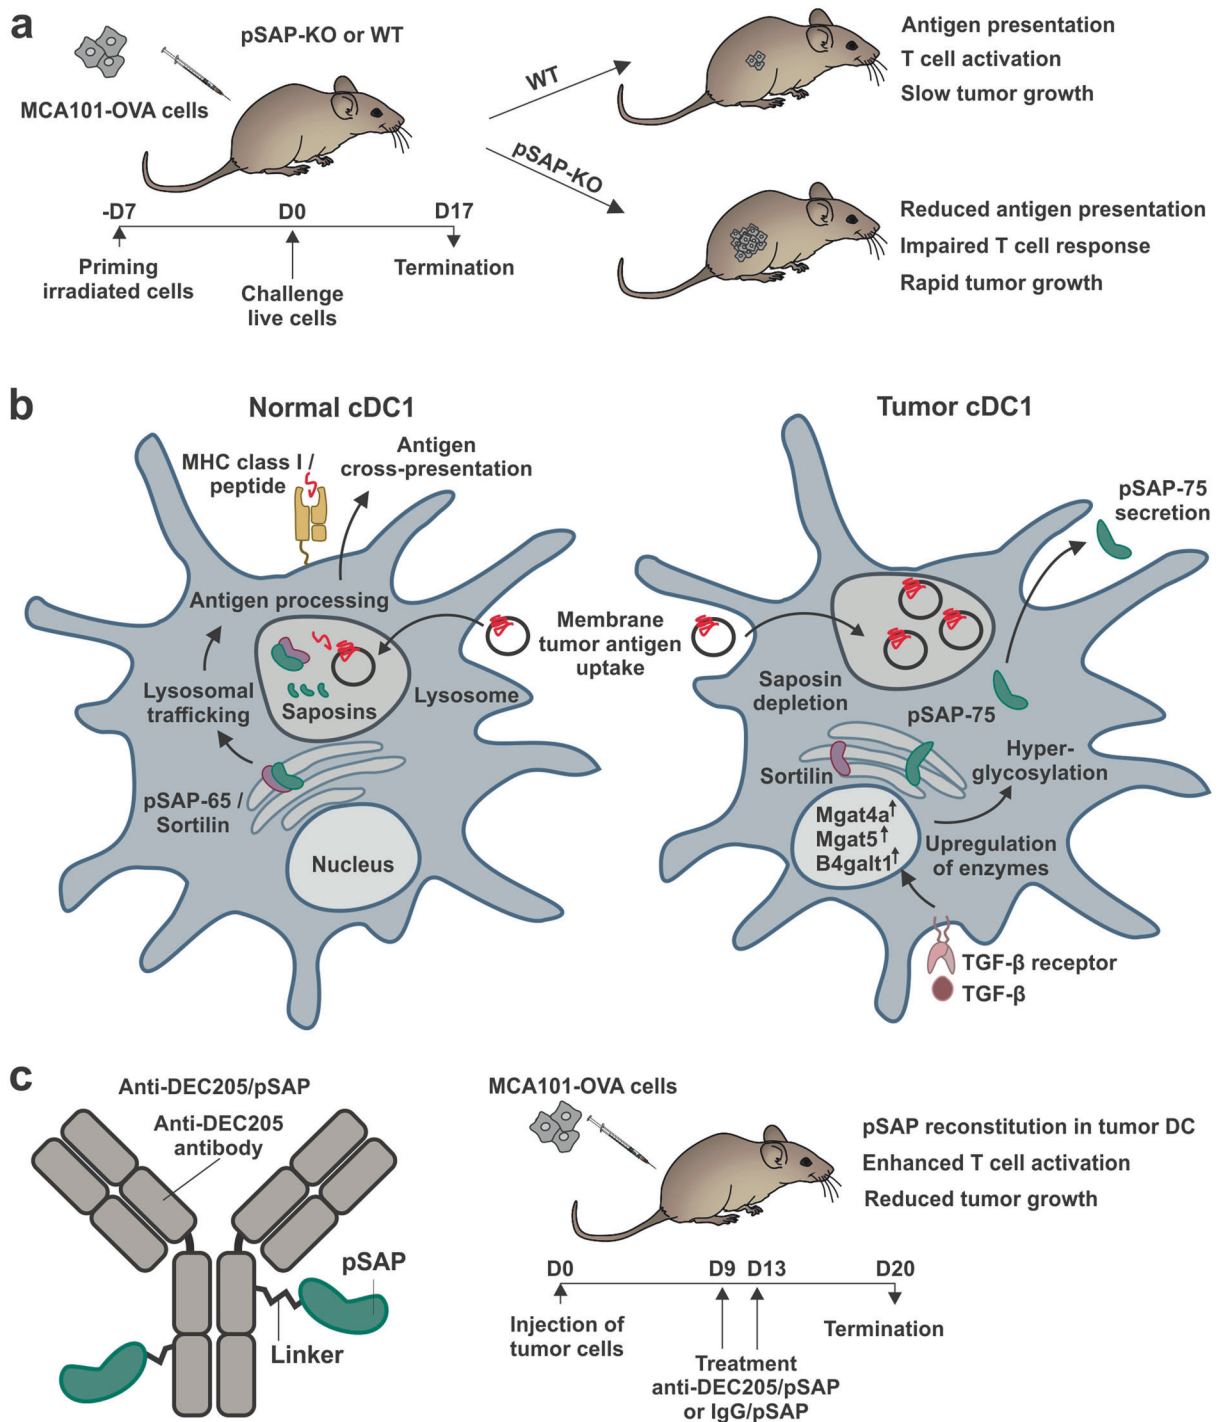 a
pSAP-KO or WT
MCA101-OVA cells
-D7
D0
D17
Priming
irradiated cells
Challenge
live cells
Termination
WT
pSAP-KO
Antigen presentation
T cell activation
Slow tumor growth
Reduced antigen presentation
Impaired T cell response
Rapid tumor growth
b
Normal cDC1
MHC class I /
peptide
Antigen
cross-presentation
Antigen processing
Lysosomal
trafficking
Saposins
Lysosome
pSAP-65 /
Sortilin
Nucleus
Membrane
tumor antigen
uptake
Tumor cDC1
pSAP-75
secretion
Saposin
depletion
pSAP-75
Sortilin
Hyper-
glycosylation
Mgat4a↑
Mgat5↑
B4galt1↑
Upregulation
of enzymes
TGF-β receptor
TGF-β
c
Anti-DEC205/pSAP
Anti-DEC205
antibody
pSAP
Linker
MCA101-OVA cells
pSAP reconstitution in tumor DC
Enhanced T cell activation
Reduced tumor growth
D0
D9
D13
D20
Injection of
tumor cells
Treatment
anti-DEC205/pSAP
or IgG/pSAP
Termination